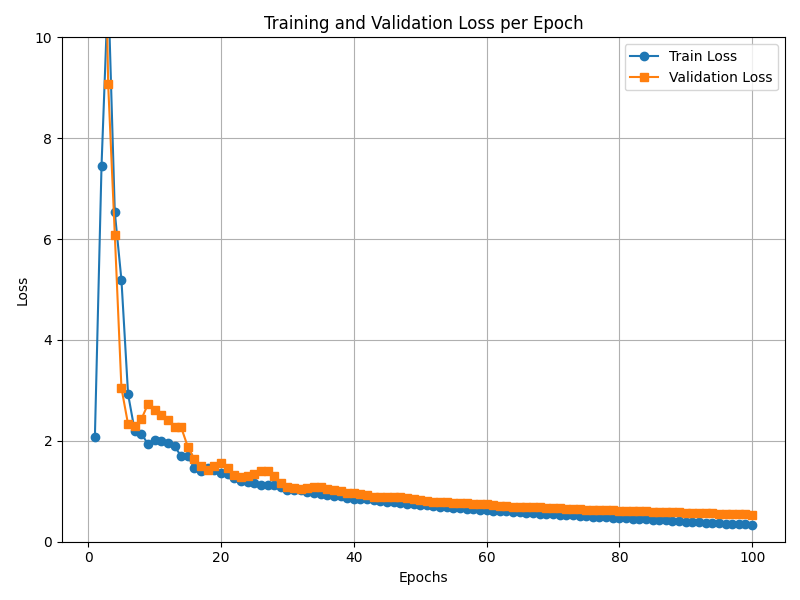 Training and Validation Loss per Epoch
Train Loss
Validation Loss
10
8
6
4
2
0
Loss
0 20 40 60 80 100
Epochs